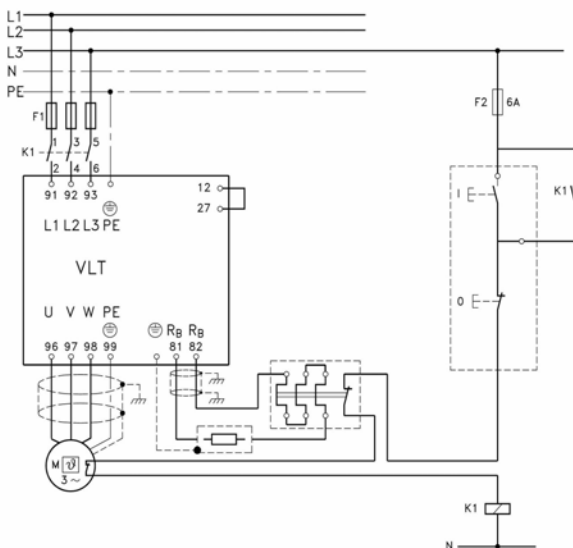 L1
L2
L3
N
PE
F1
F2 6A
1 3 5
K1
2 4 6
91 92 93
12
27
L1 L2 L3 PE
I
K1
VLT
0
U V W PE
RB RB
96 97 98 99 81 82
M ϑ
3 ~
K1
N